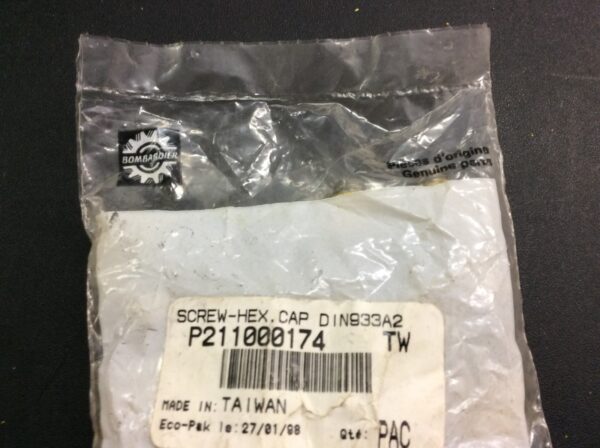 BOMBARDIER
Pièces d'origine
Genuine parts
SCREW-HEX.CAP DIN933A2
P211000174 TW
MADE IN: TAIWAN
Eco-Pak le: 27/01/98
Qté: PAC